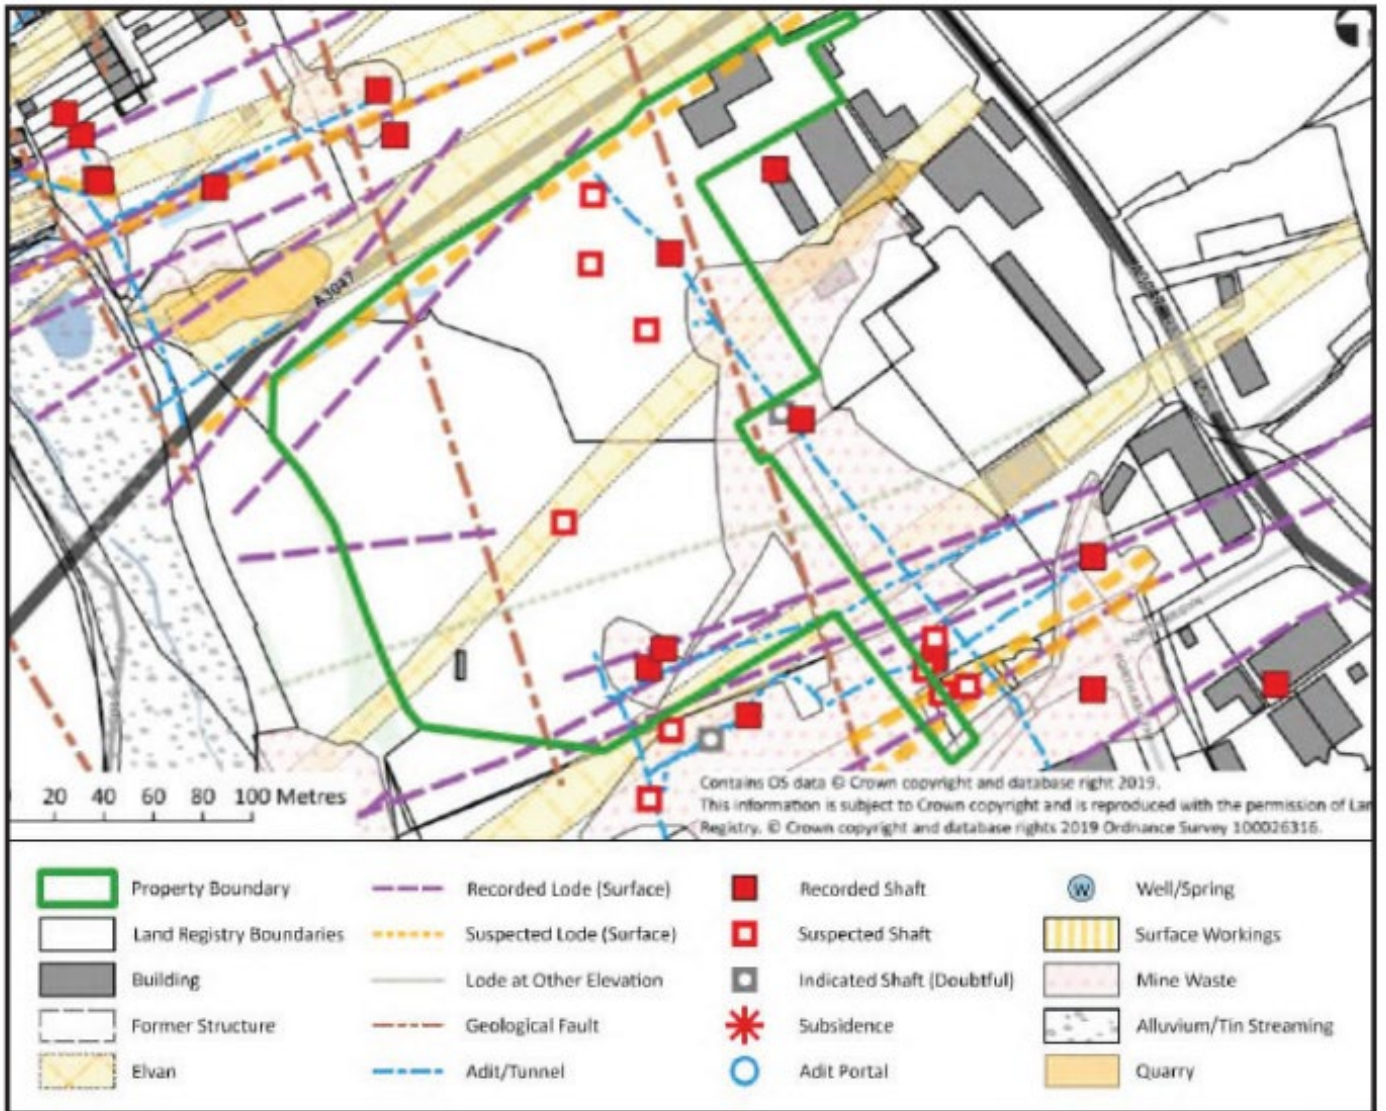 A3047
20 40 60 80 100 Metres
Contains OS data © Crown copyright and database right 2019.
This information is subject to Crown copyright and is reproduced with the permission of Lan
Registry. © Crown copyright and database rights 2019 Ordnance Survey 100026316.
Property Boundary
Recorded Lode (Surface)
Recorded Shaft
W
Well/Spring
Land Registry Boundaries
Suspected Lode (Surface)
Suspected Shaft
Surface Workings
Building
Lode at Other Elevation
Indicated Shaft (Doubtful)
Mine Waste
Former Structure
Geological Fault
Subsidence
Alluvium/Tin Streaming
Elvan
Adit/Tunnel
Adit Portal
Quarry